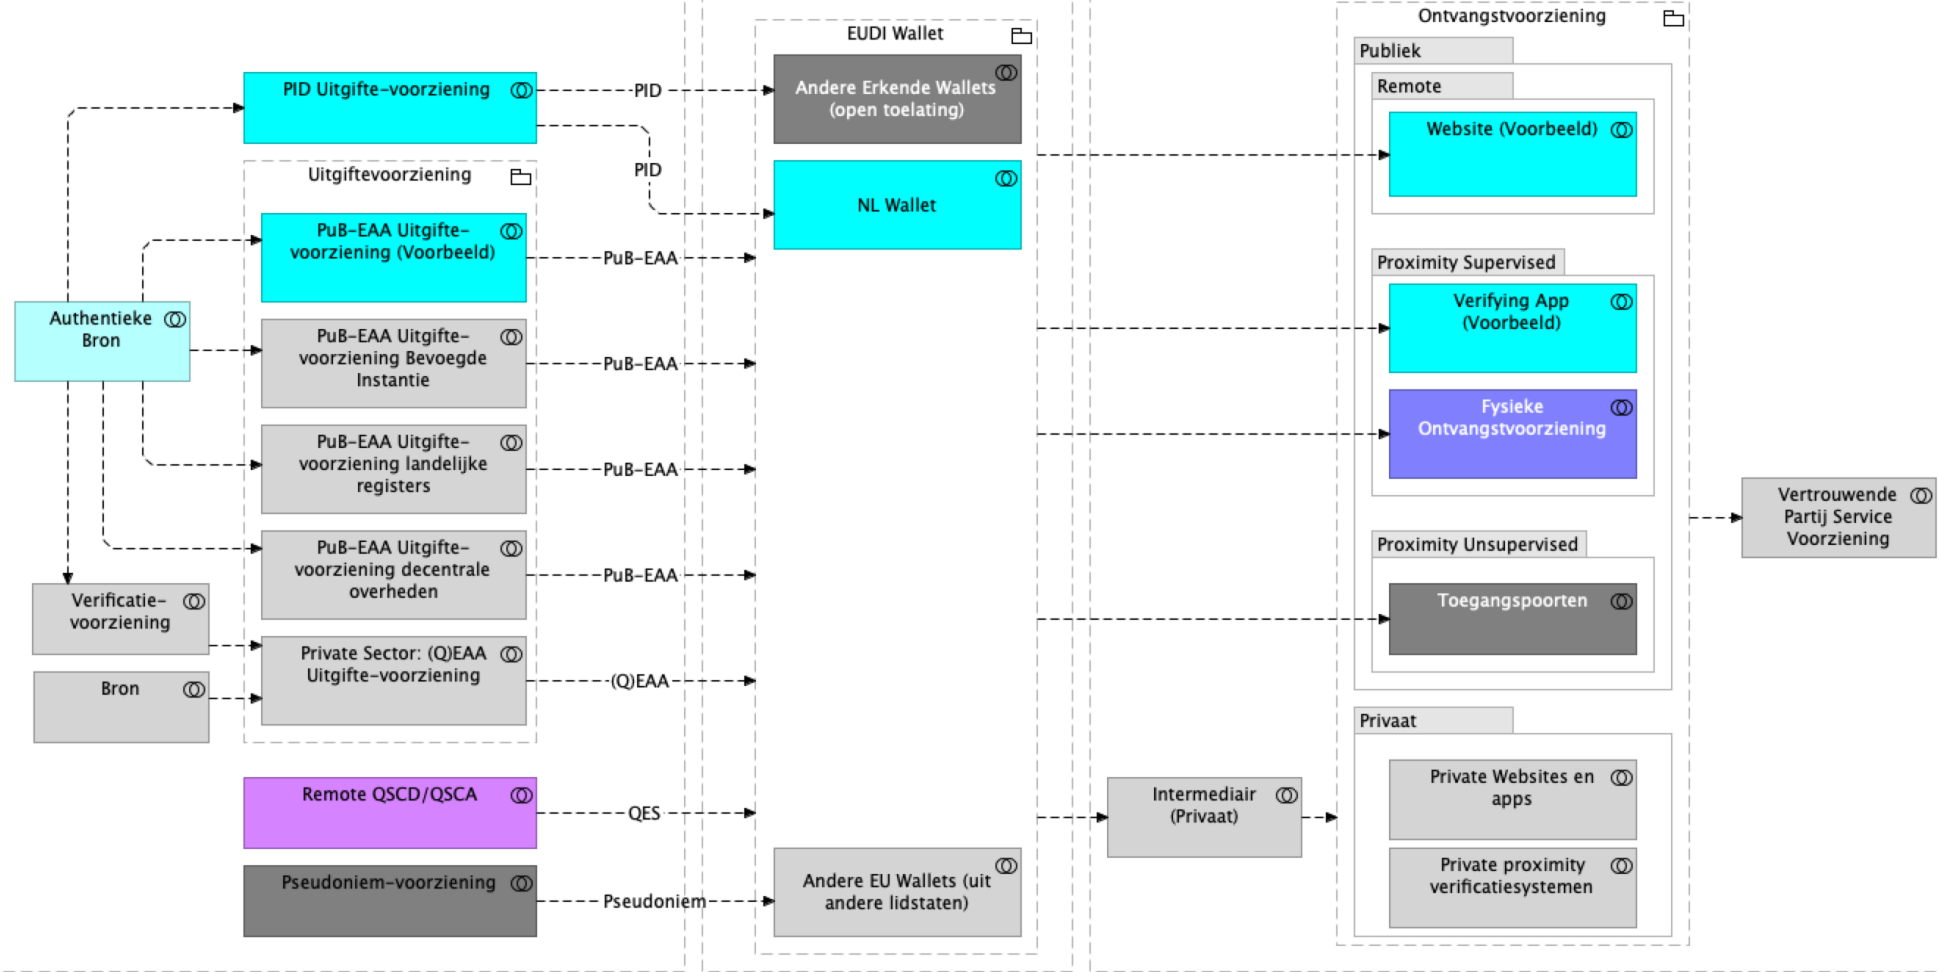 PID Uitgifte-voorziening
Uitgiftevoorziening
PuB-EAA Uitgifte-
voorziening (Voorbeeld)
Authentieke
Bron
PuB-EAA Uitgifte-
voorziening Bevoegde
Instantie
PuB-EAA Uitgifte-
voorziening landelijke
registers
PuB-EAA Uitgifte-
voorziening decentrale
overheden
Verificatie-
voorziening
Private Sector: (Q)EAA
Uitgifte-voorziening
Bron
Remote QSCD/QSCA
Pseudoniem-voorziening
PID
PID
PuB-EAA
PuB-EAA
PuB-EAA
PuB-EAA
(Q)EAA
QES
Pseudoniem
EUDI Wallet
Andere Erkende Wallets
(open toelating)
NL Wallet
Andere EU Wallets (uit
andere lidstaten)
Intermediair
(Privaat)
Ontvangstvoorziening
Publiek
Remote
Website (Voorbeeld)
Proximity Supervised
Verifying App
(Voorbeeld)
Fysieke
Ontvangstvoorziening
Proximity Unsupervised
Toegangspoorten
Privaat
Private Websites en
apps
Private proximity
verificatiesystemen
Vertrouwende
Partij Service
Voorziening